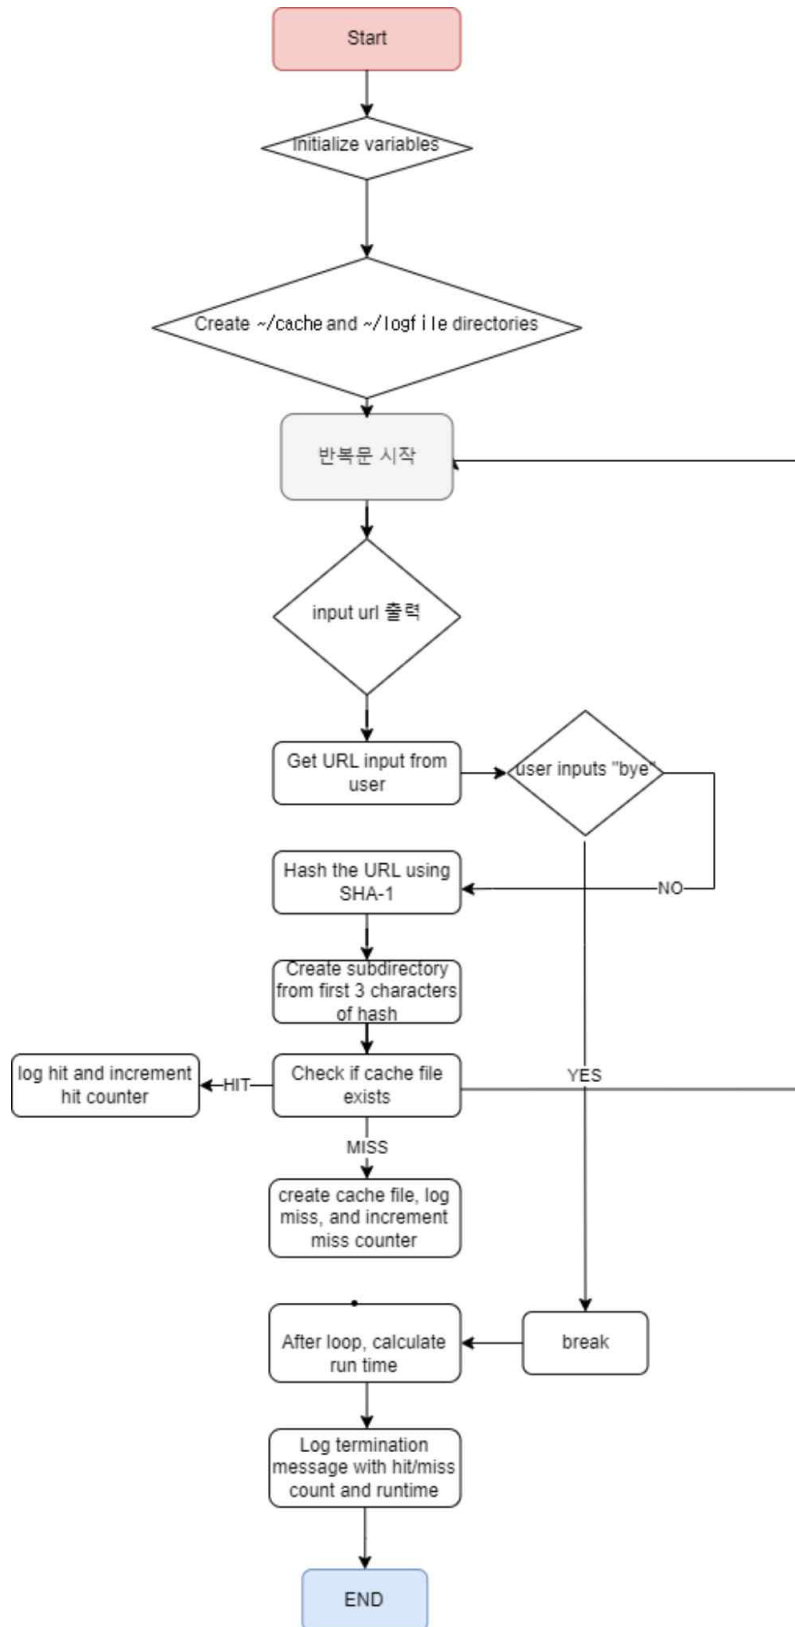 Start
Initialize variables
Create ~/cache and ~/logfile directories
반복문 시작
input url 출력
Get URL input from
user
user inputs "bye"
Hash the URL using
SHA-1
NO
Create subdirectory
from first 3 characters
of hash
log hit and increment
hit counter
HIT
Check if cache file
exists
YES
MISS
create cache file, log
miss, and increment
miss counter
After loop, calculate
run time
break
Log termination
message with hit/miss
count and runtime
END